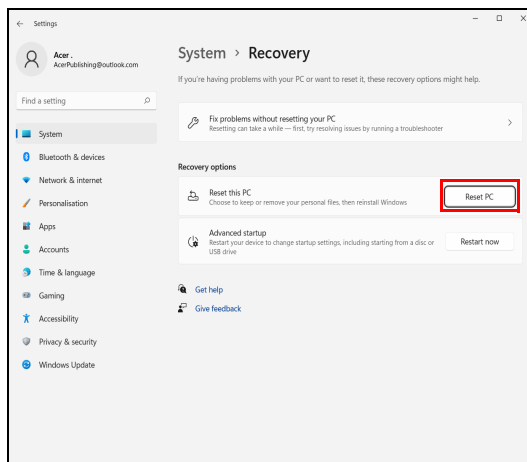 Settings
Acer .
AcerPublishing@outlook.com
Find a setting
System
Bluetooth & devices
Network & internet
Personalisation
Apps
Accounts
Time & language
Gaming
Accessibility
Privacy & security
Windows Update
System > Recovery
If you're having problems with your PC or want to reset it, these recovery options might help.
Fix problems without resetting your PC
Resetting can take a while — first, try resolving issues by running a troubleshooter
Recovery options
Reset this PC
Choose to keep or remove your personal files, then reinstall Windows
Reset PC
Advanced startup
Restart your device to change startup settings, including starting from a disc or
USB drive
Restart now
Get help
Give feedback